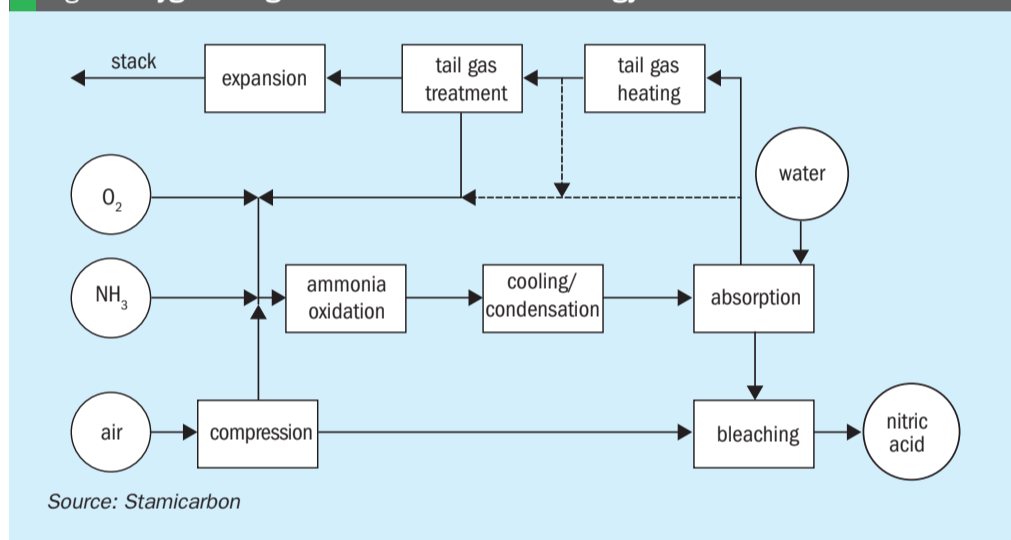 stack
expansion
tail gas
treatment
tail gas
heating
water
O₂
NH₃
ammonia
oxidation
cooling/
condensation
absorption
air
compression
bleaching
nitric
acid
Source: Stamicarbon